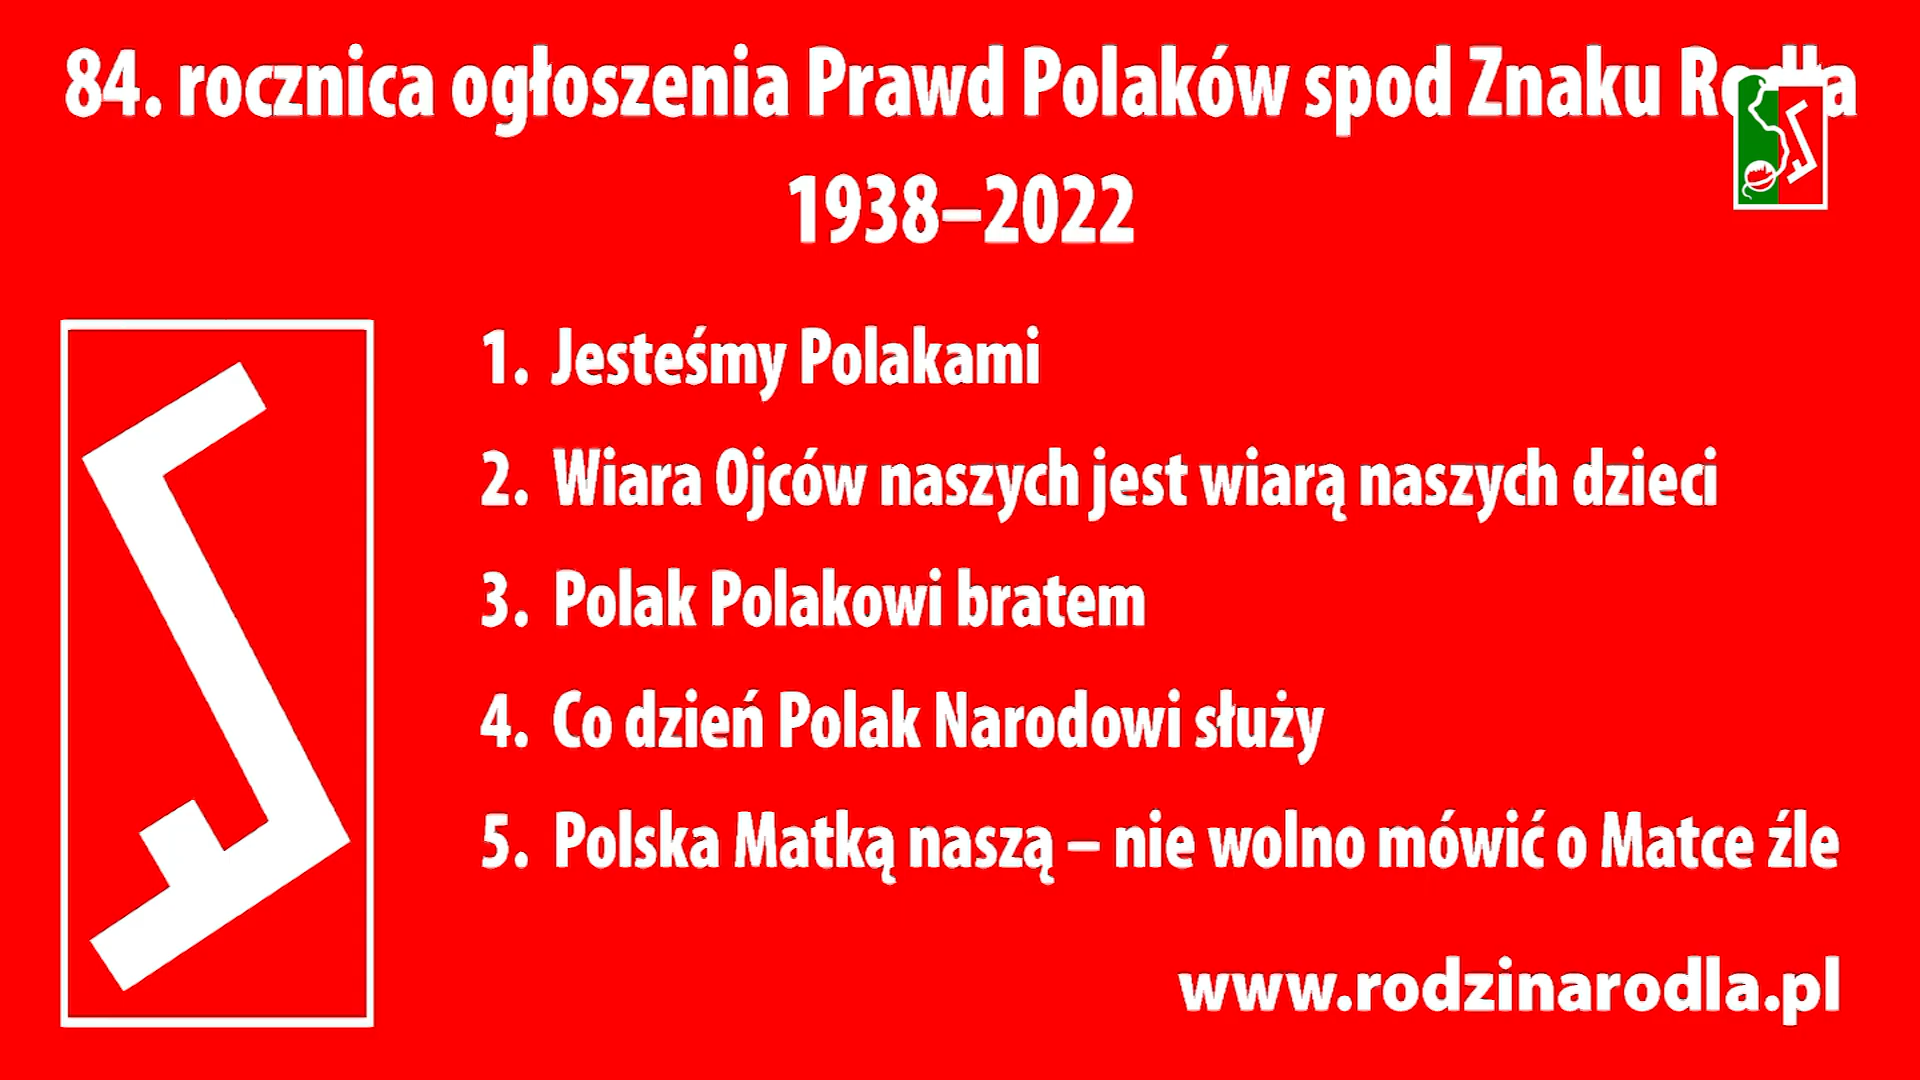 84. rocznica ogłoszenia Prawd Polaków spod Znaku Rodła
1938–2022
1. Jesteśmy Polakami
2. Wiara Ojców naszych jest wiarą naszych dzieci
3. Polak Polakowi bratem
4. Co dzień Polak Narodowi służy
5. Polska Matką naszą – nie wolno mówić o Matce źle
www.rodzinarodla.pl